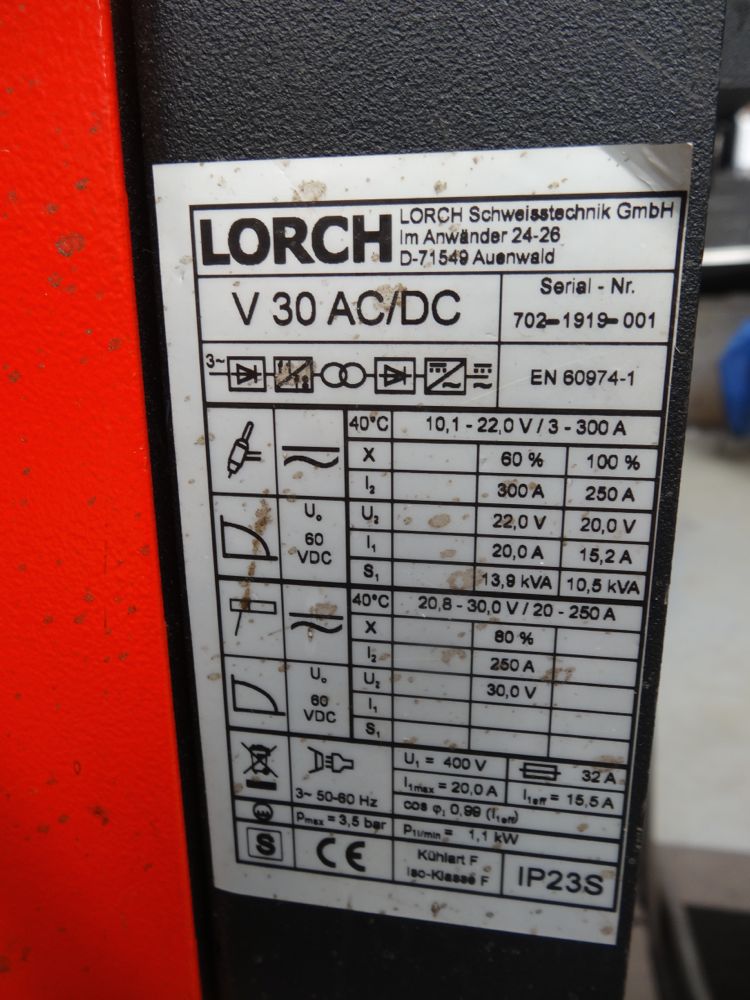 LORCH
LORCH Schweisstechnik GmbH
Im Anwänder 24-26
D-71549 Auenwald
V 30 AC/DC
Serial - Nr.
702-1919-001
3~
EN 60974-1
40°C 10,1 - 22,0 V / 3 - 300 A
X 60 % 100 %
I2 300 A 250 A
U0 60 VDC
U2 22,0 V 20,0 V
I1 20,0 A 15,2 A
S1 13,9 kVA 10,5 kVA
40°C 20,8 - 30,0 V / 20 - 250 A
X 80 %
I2 250 A
U0 60 VDC
U2 30,0 V
I1
S1
3~ 50-60 Hz
U1 = 400 V
32 A
I1max = 20,0 A
I1eff = 15,5 A
Pmax = 3,5 bar
cos φ1 0,99 (I1eff)
P1l/min = 1,1 kW
S
CE
Kühlart F
Iso-Klasse F
IP23S